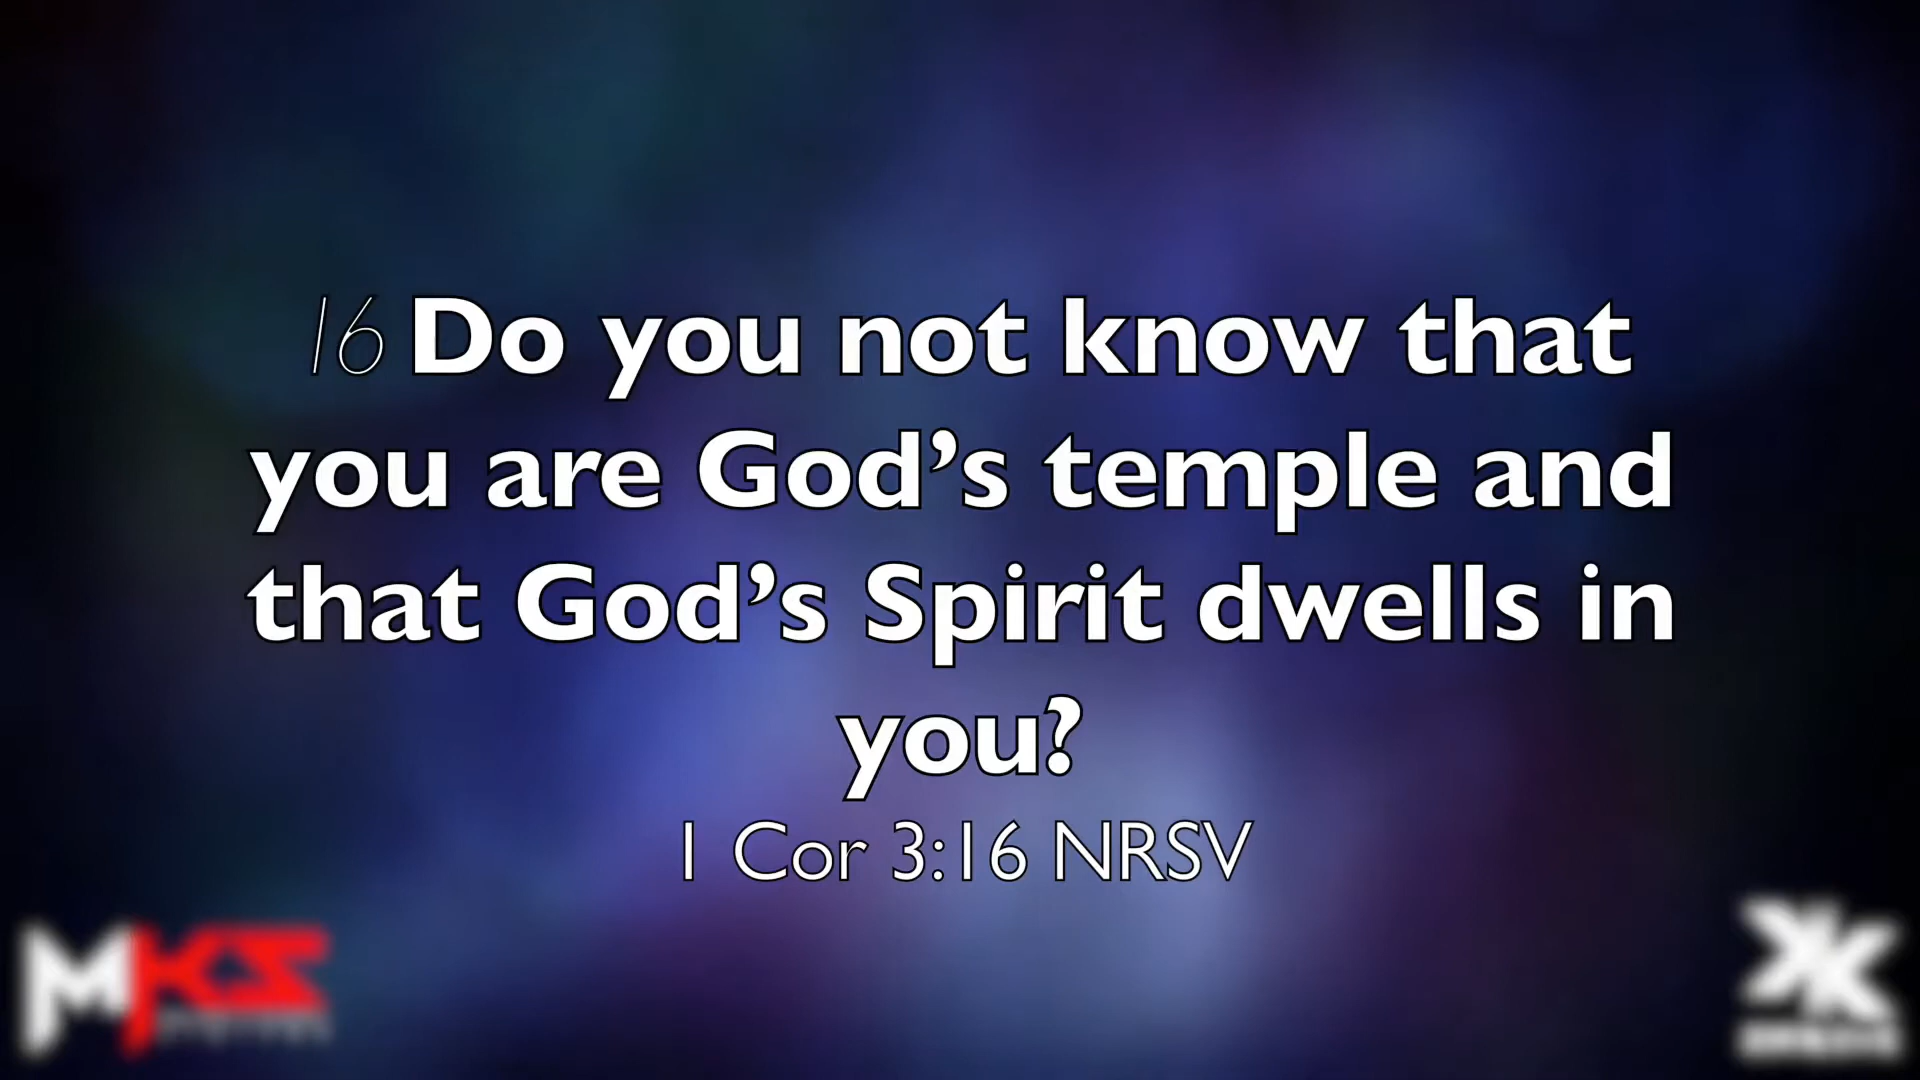 16 Do you not know that
you are God’s temple and
that God’s Spirit dwells in
you?
1 Cor 3:16 NRSV
MKS